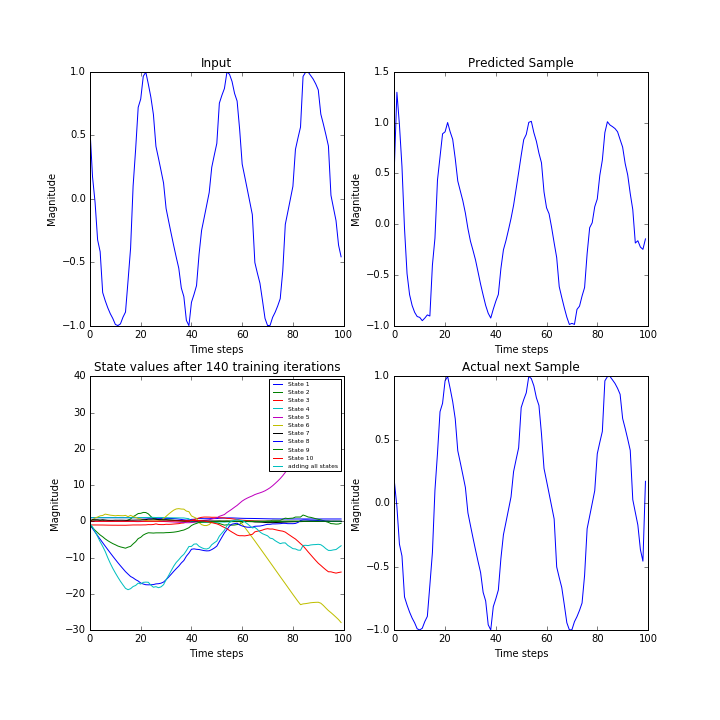 Input
1.0
0.5
0.0
−0.5
−1.0
Magnitude
0 20 40 60 80 100
Time steps
Predicted Sample
1.5
1.0
0.5
0.0
−0.5
−1.0
Magnitude
0 20 40 60 80 100
Time steps
State values after 140 training iterations
40
30
20
10
0
−10
−20
−30
Magnitude
0 20 40 60 80 100
Time steps
State 1
State 2
State 3
State 4
State 5
State 6
State 7
State 8
State 9
State 10
adding all states
Actual next Sample
1.0
0.5
0.0
−0.5
−1.0
Magnitude
0 20 40 60 80 100
Time steps